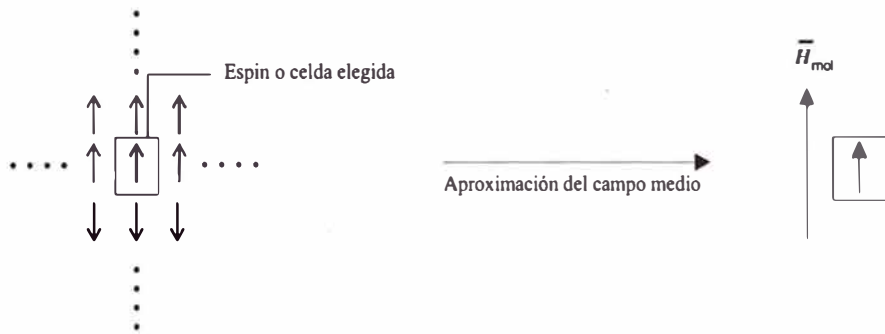 Espin o celda elegida
H̅mol
Aproximación del campo medio